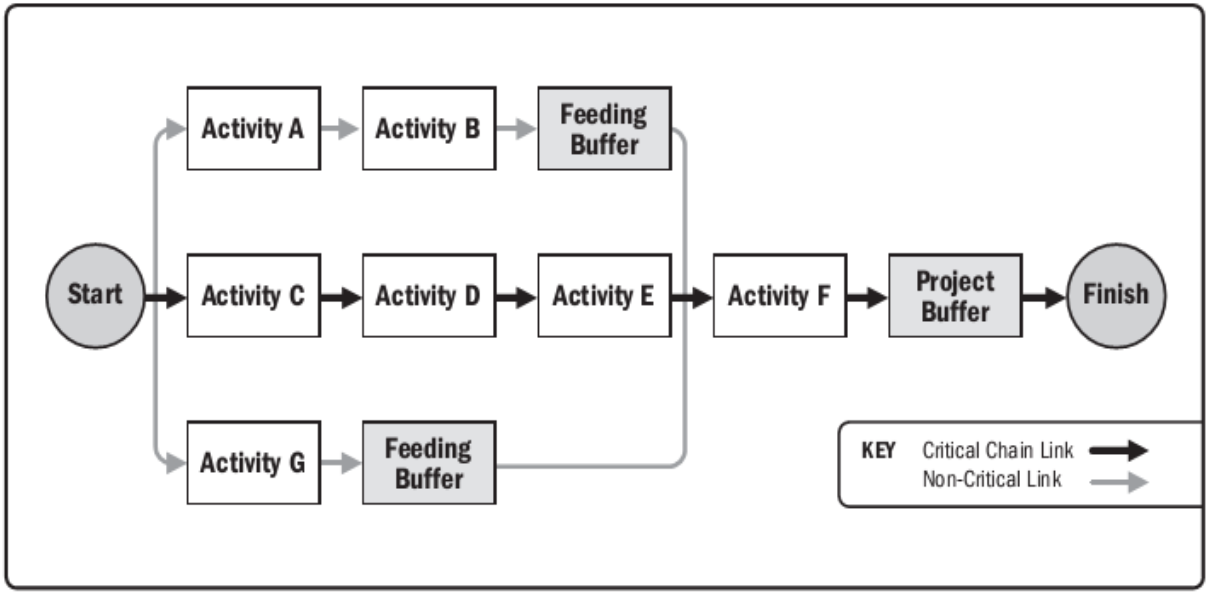 Activity A
Activity B
Feeding
Buffer
Start
Activity C
Activity D
Activity E
Activity F
Project
Buffer
Finish
Activity G
Feeding
Buffer
KEY
Critical Chain Link
Non-Critical Link